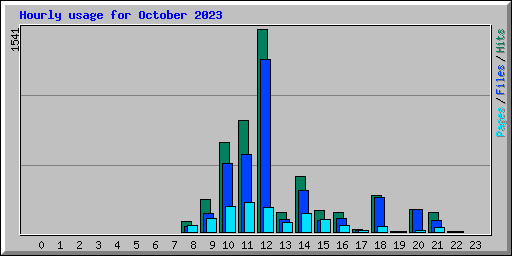 Hourly usage for October 2023
1541
Pages/Files/Hits
0 1 2 3 4 5 6 7 8 9 10 11 12 13 14 15 16 17 18 19 20 21 22 23